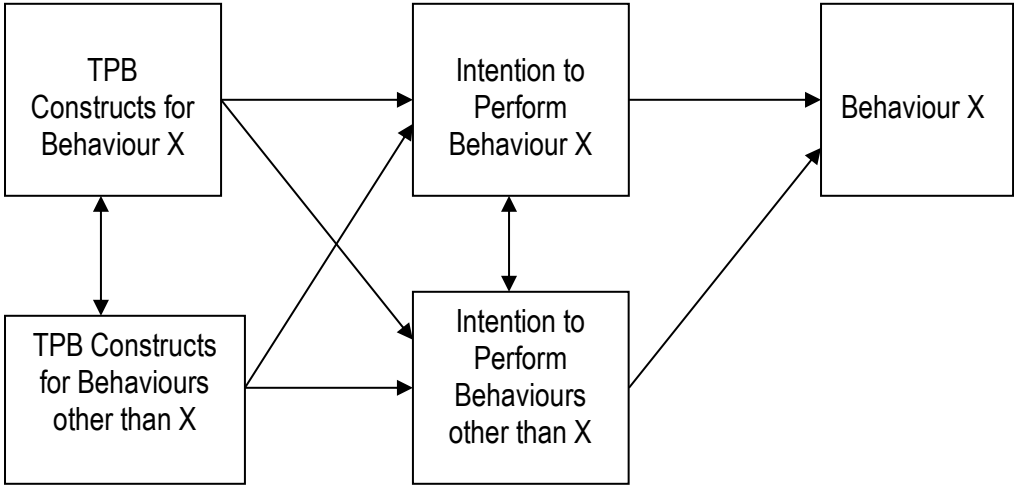 TPB
Constructs for
Behaviour X
Intention to
Perform
Behaviour X
Behaviour X
TPB Constructs
for Behaviours
other than X
Intention to
Perform
Behaviours
other than X